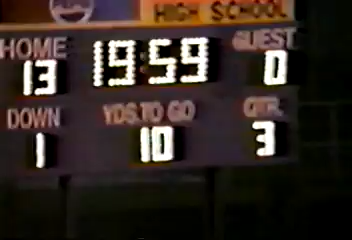 HIGH SCHOOL
HOME 19:59 GUEST
13 0
DOWN YDS.TO GO QTR.
1 10 3